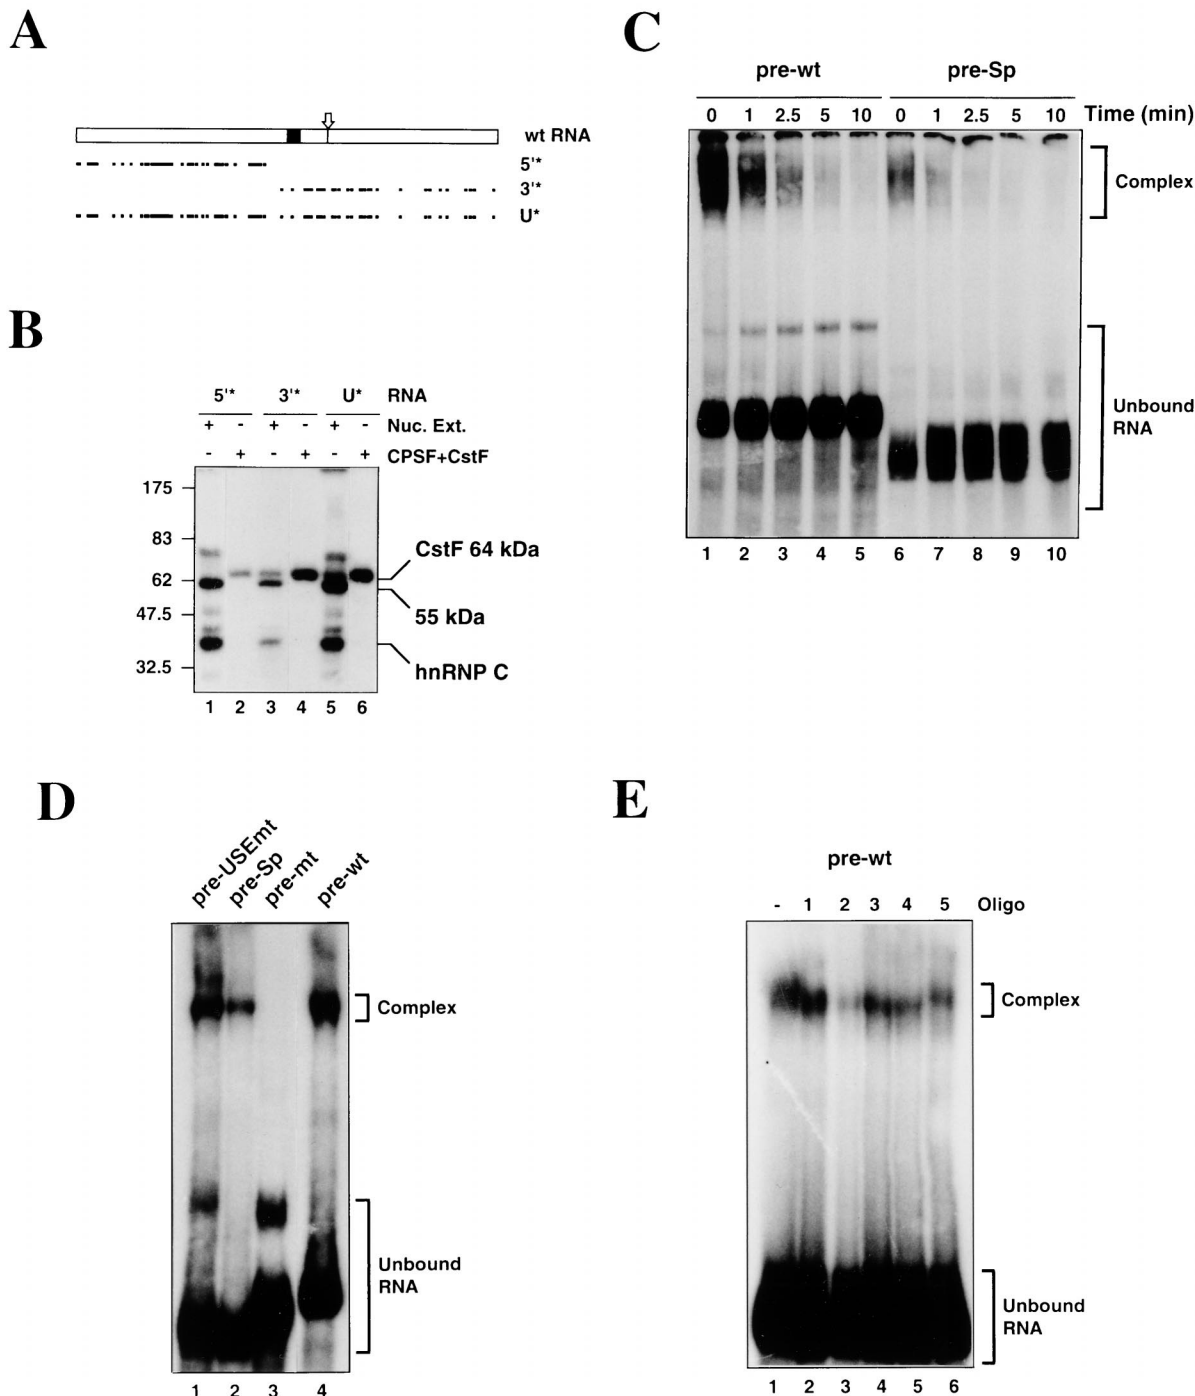 A
wt RNA
5'*
3'*
U*
B
5'* 3'* U* RNA
+ - + - + - Nuc. Ext.
- + - + - + CPSF+CstF
175
83
62
47.5
32.5
CstF 64 kDa
55 kDa
hnRNP C
1 2 3 4 5 6
C
pre-wt pre-Sp
0 1 2.5 5 10 0 1 2.5 5 10 Time (min)
Complex
Unbound
RNA
1 2 3 4 5 6 7 8 9 10
D
pre-USEmt
pre-Sp
pre-mt
pre-wt
Complex
Unbound
RNA
1 2 3 4
E
pre-wt
- 1 2 3 4 5 Oligo
Complex
Unbound
RNA
1 2 3 4 5 6